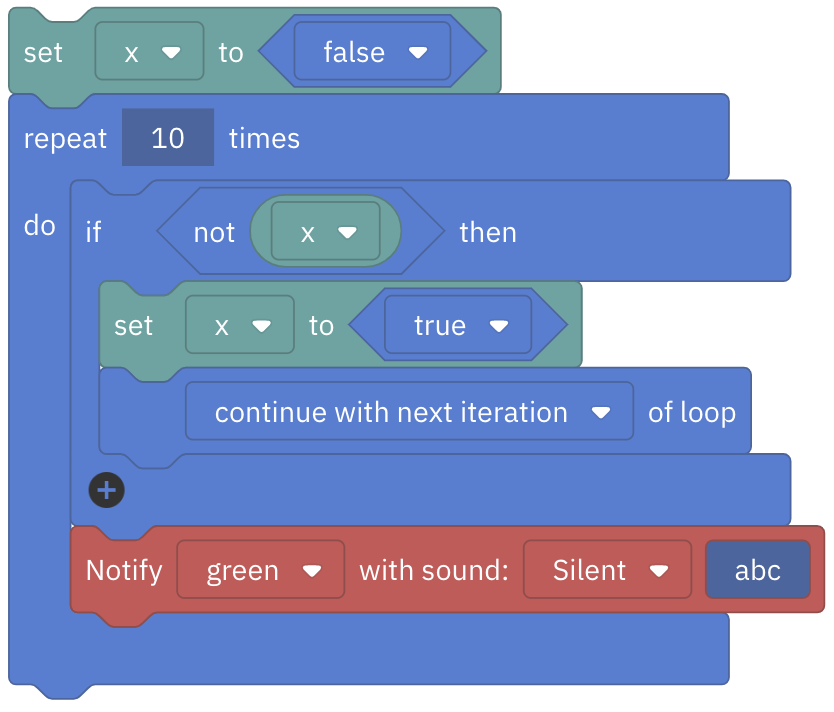 set x to false
repeat 10 times
do if not x then
set x to true
continue with next iteration of loop
Notify green with sound: Silent abc